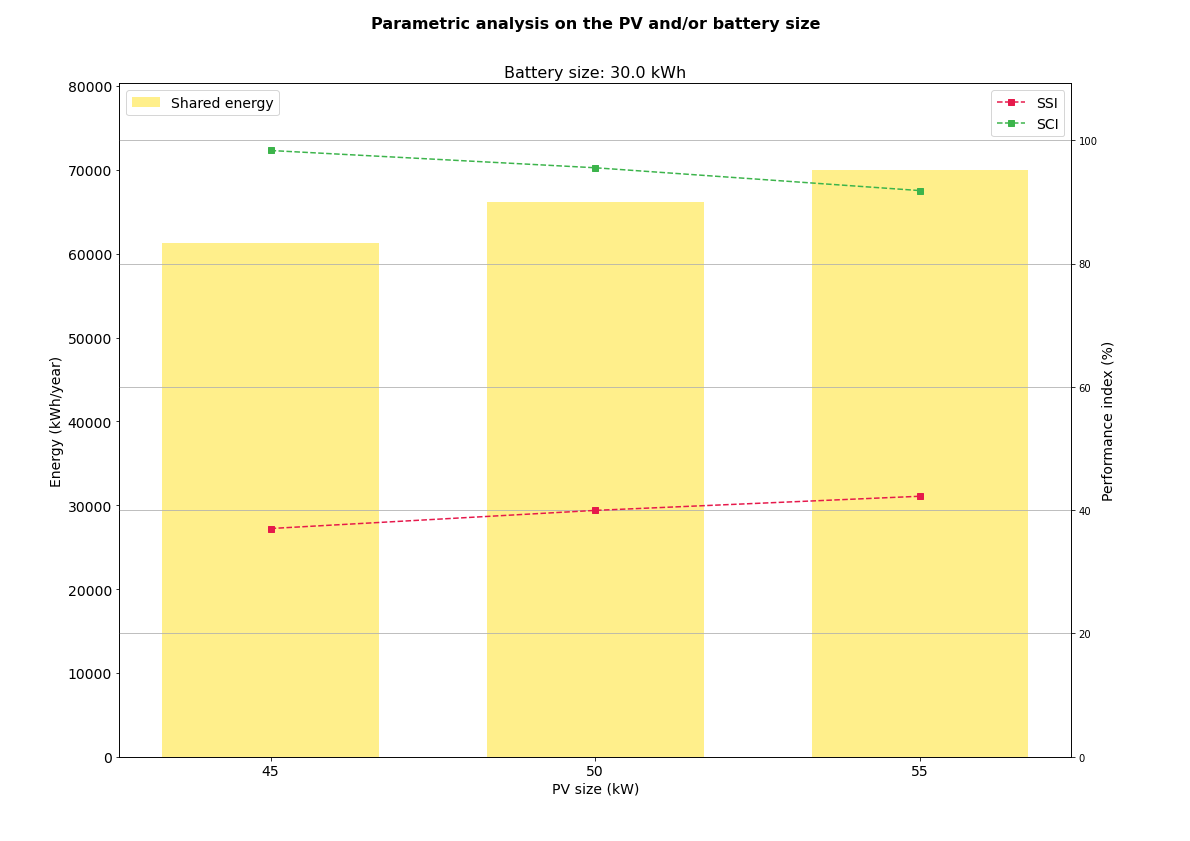 Parametric analysis on the PV and/or battery size
Battery size: 30.0 kWh
Shared energy
SSI
SCI
80000
70000
60000
50000
40000
30000
20000
10000
0
Energy (kWh/year)
100
80
60
40
20
0
Performance index (%)
45 50 55
PV size (kW)